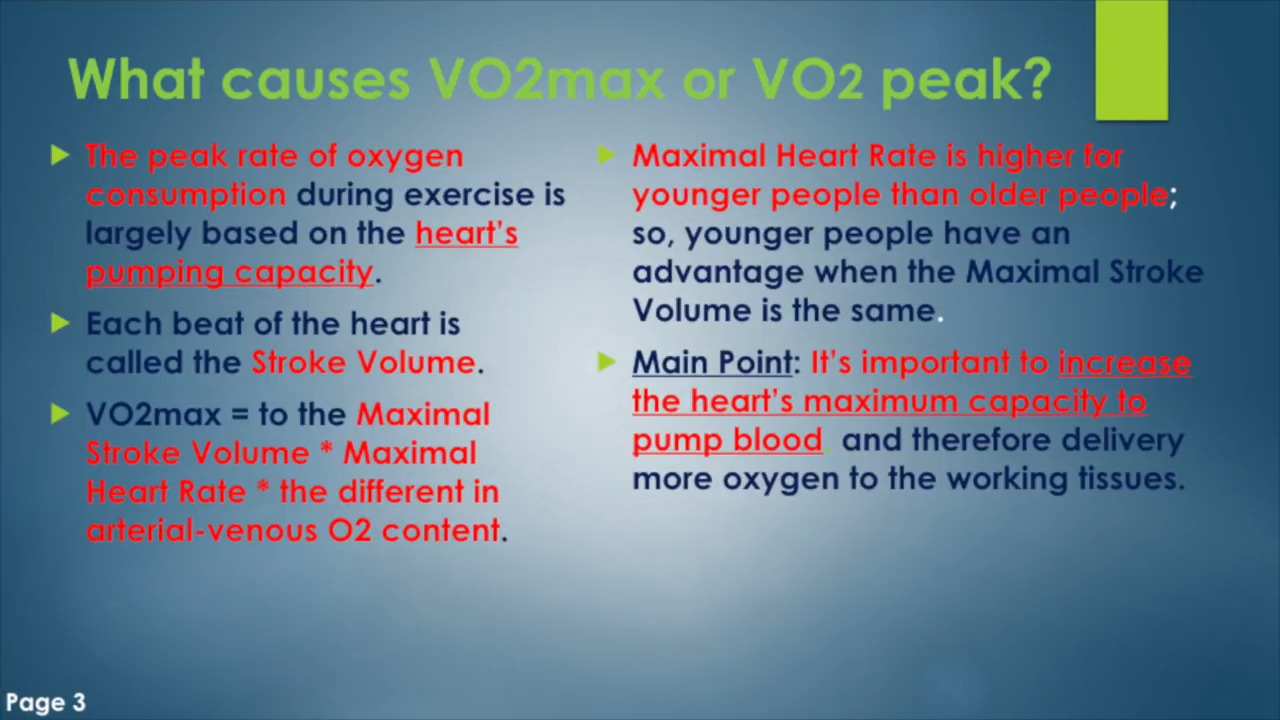 What causes VO2max or VO2 peak?
The peak rate of oxygen
consumption during exercise is
largely based on the heart's
pumping capacity.
Each beat of the heart is
called the Stroke Volume.
VO2max = to the Maximal
Stroke Volume * Maximal
Heart Rate * the different in
arterial-venous O2 content.
Maximal Heart Rate is higher for
younger people than older people;
so, younger people have an
advantage when the Maximal Stroke
Volume is the same.
Main Point: It's important to increase
the heart's maximum capacity to
pump blood, and therefore delivery
more oxygen to the working tissues.
Page 3